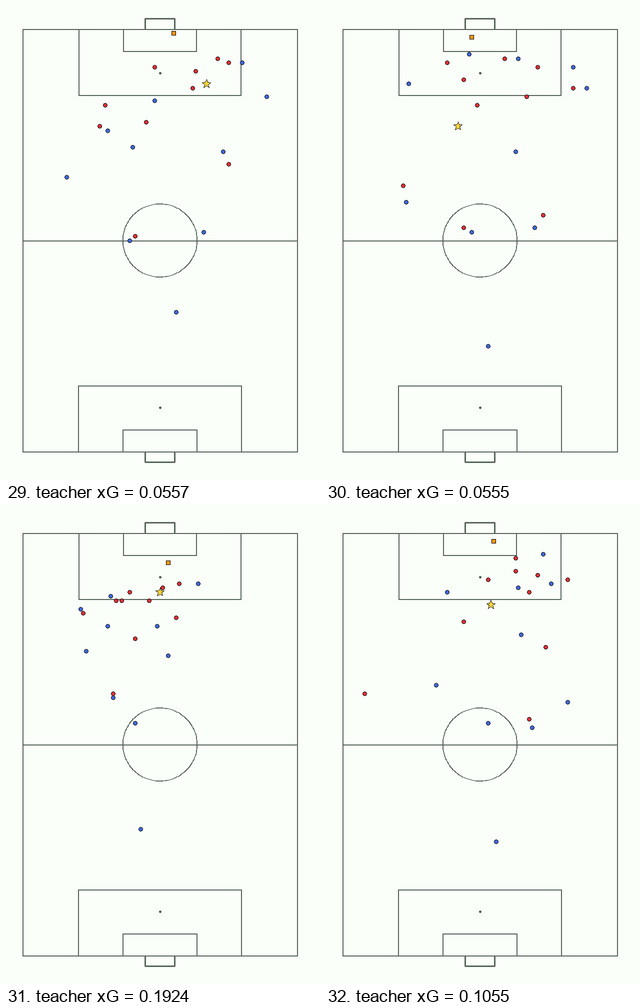 29. teacher xG = 0.0557
30. teacher xG = 0.0555
31. teacher xG = 0.1924
32. teacher xG = 0.1055